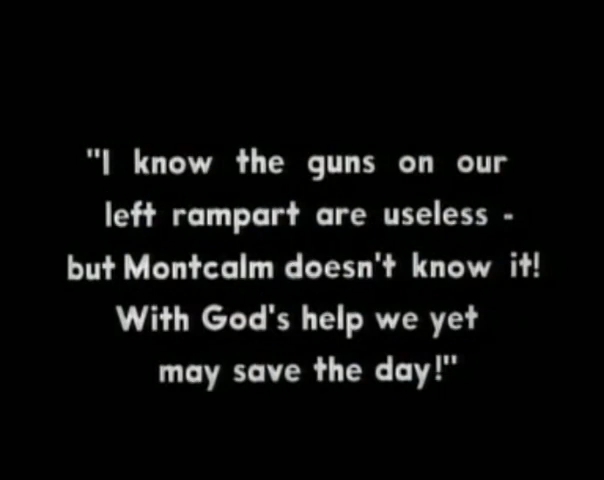 "I know the guns on our
left rampart are useless -
but Montcalm doesn't know it!
With God's help we yet
may save the day!"